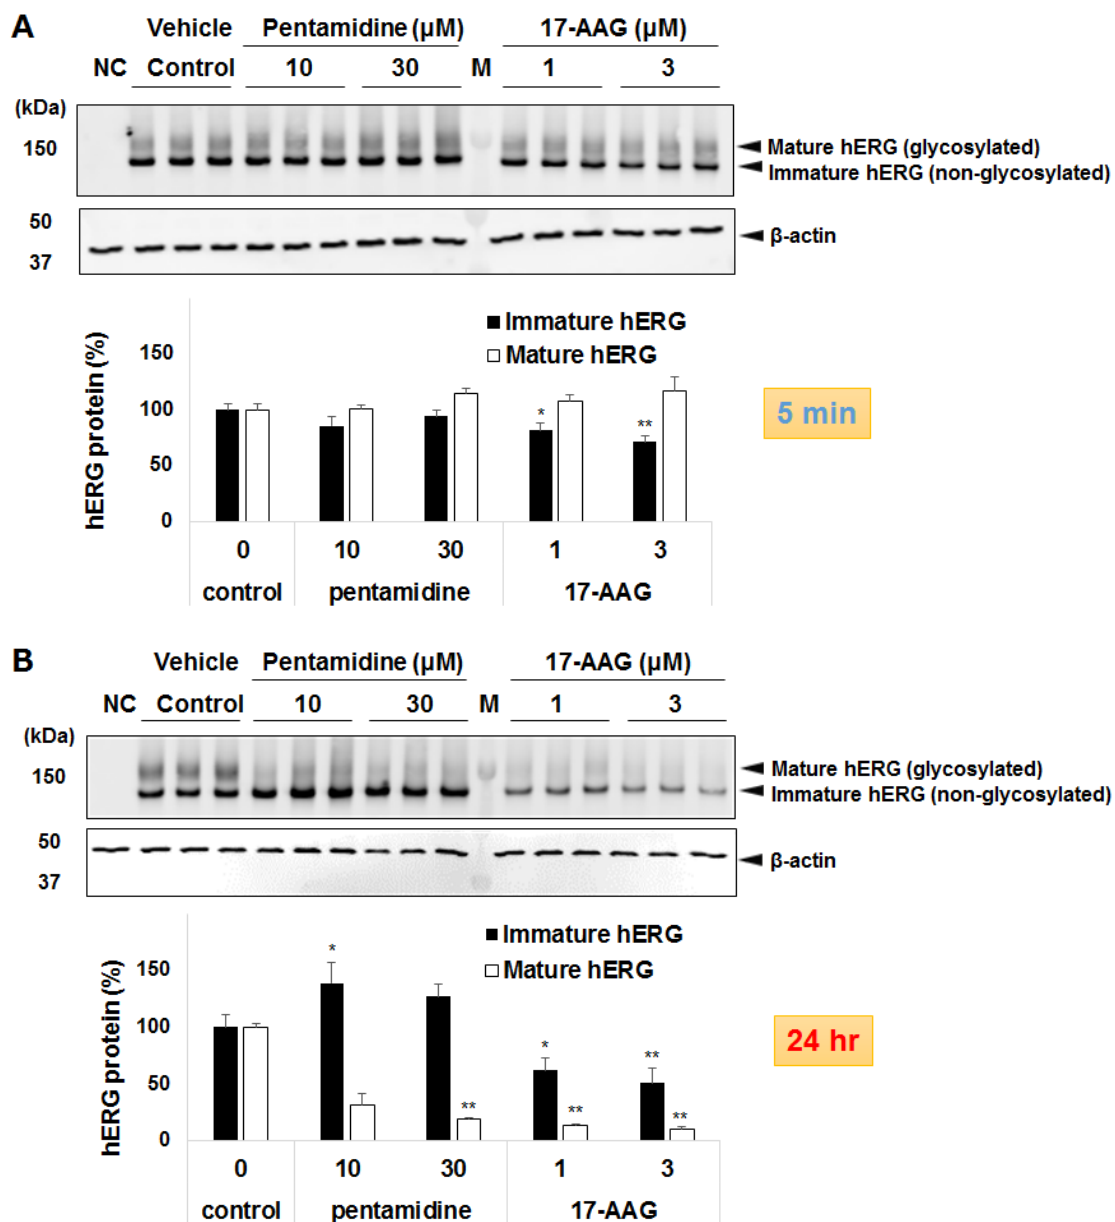 A
Vehicle Pentamidine (µM) 17-AAG (µM)
NC Control 10 30 M 1 3
(kDa)
150
Mature hERG (glycosylated)
Immature hERG (non-glycosylated)
50
β-actin
37
Immature hERG
Mature hERG
hERG protein (%)
150
100
50
0
* **
5 min
0 10 30 1 3
control pentamidine 17-AAG
B
Vehicle Pentamidine (µM) 17-AAG (µM)
NC Control 10 30 M 1 3
(kDa)
150
Mature hERG (glycosylated)
Immature hERG (non-glycosylated)
50
β-actin
37
Immature hERG
Mature hERG
hERG protein (%)
150
100
50
0
* ** * ** ** **
24 hr
0 10 30 1 3
control pentamidine 17-AAG